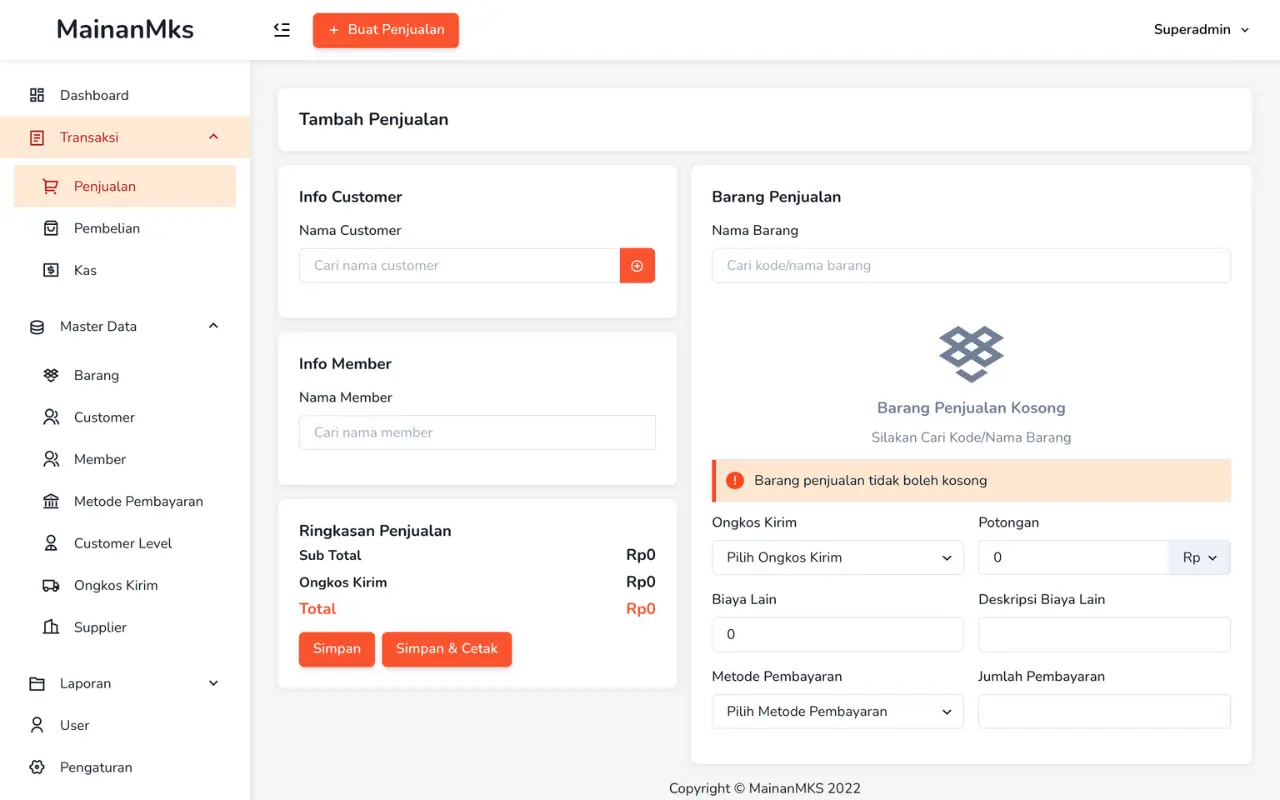 MainanMks
+ Buat Penjualan
Superadmin
Dashboard
Transaksi
Penjualan
Pembelian
Kas
Master Data
Barang
Customer
Member
Metode Pembayaran
Customer Level
Ongkos Kirim
Supplier
Laporan
User
Pengaturan
Tambah Penjualan
Info Customer
Nama Customer
Cari nama customer
Info Member
Nama Member
Cari nama member
Ringkasan Penjualan
Sub Total Rp0
Ongkos Kirim Rp0
Total Rp0
Simpan
Simpan & Cetak
Barang Penjualan
Nama Barang
Cari kode/nama barang
Barang Penjualan Kosong
Silakan Cari Kode/Nama Barang
Barang penjualan tidak boleh kosong
Ongkos Kirim
Pilih Ongkos Kirim
Potongan
0 Rp
Biaya Lain
0
Deskripsi Biaya Lain
Metode Pembayaran
Pilih Metode Pembayaran
Jumlah Pembayaran
Copyright © MainanMKS 2022